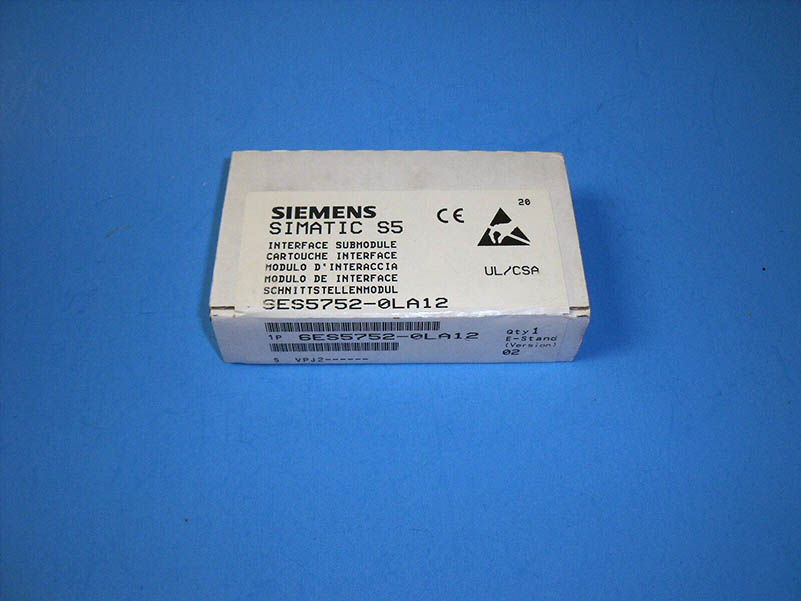 20
SIEMENS
SIMATIC S5
CE
INTERFACE SUBMODULE
CARTOUCHE INTERFACE
MODULO D'INTERACCIA
MODULO DE INTERFACE
SCHNITTSTELLENMODUL
UL/CSA
6ES5752-0LA12
1P 6ES5752-0LA12
Qty 1
E-Stand
(Version)
02
S VPJ2------